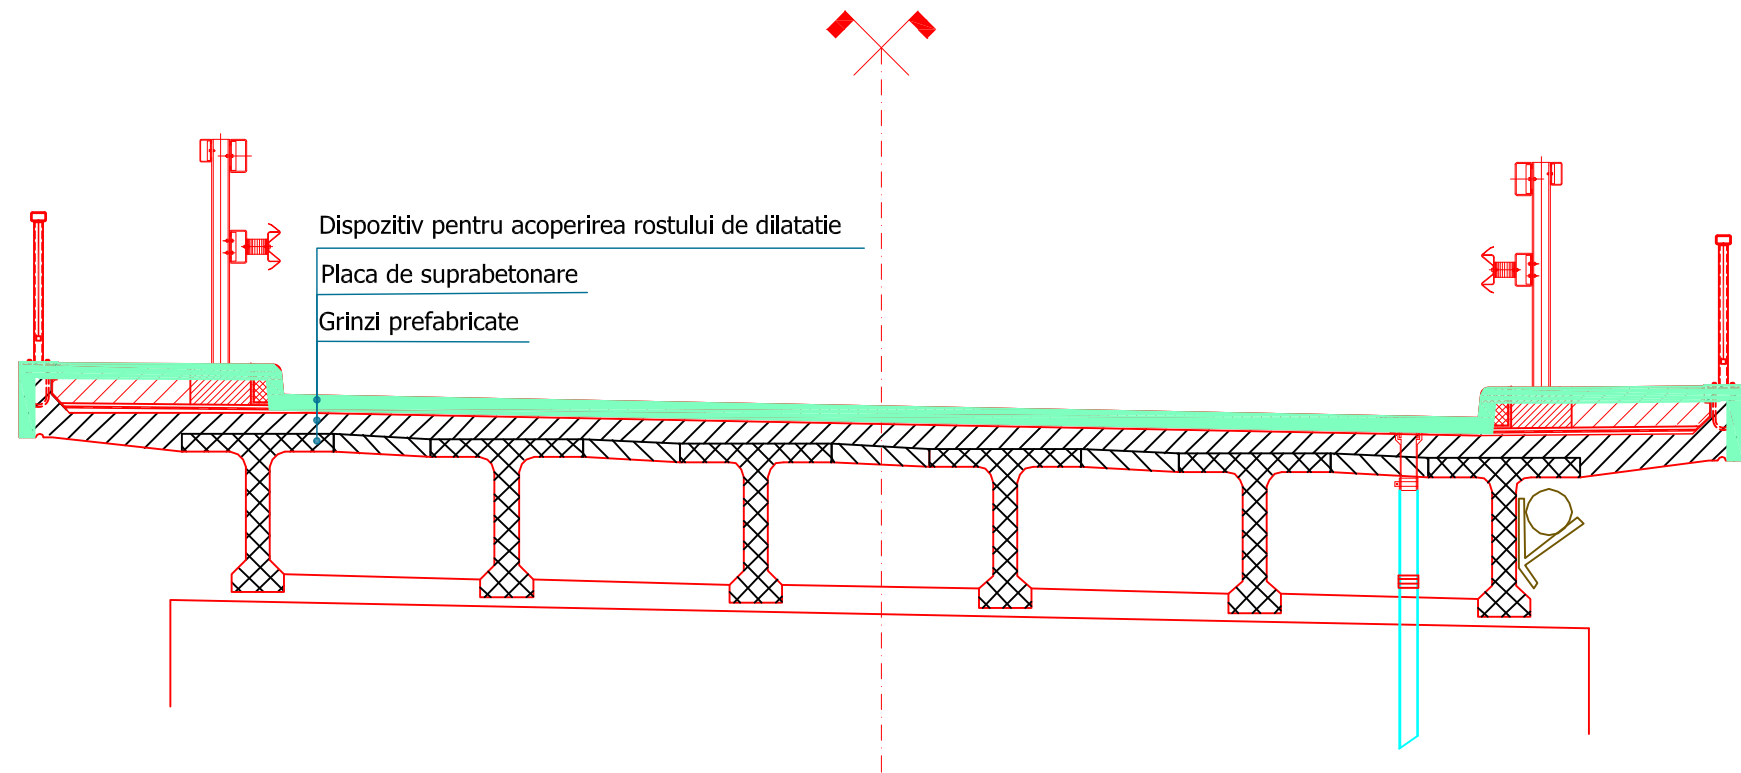 Dispozitiv pentru acoperirea rostului de dilatatie
Placa de suprabetonare
Grinzi prefabricate